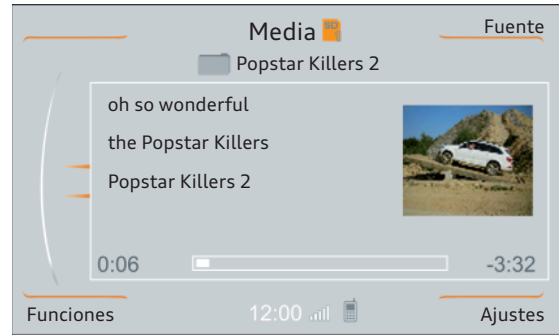 Media SD
Fuente
Popstar Killers 2
oh so wonderful
the Popstar Killers
Popstar Killers 2
0:06
-3:32
Funciones
12:00
Ajustes